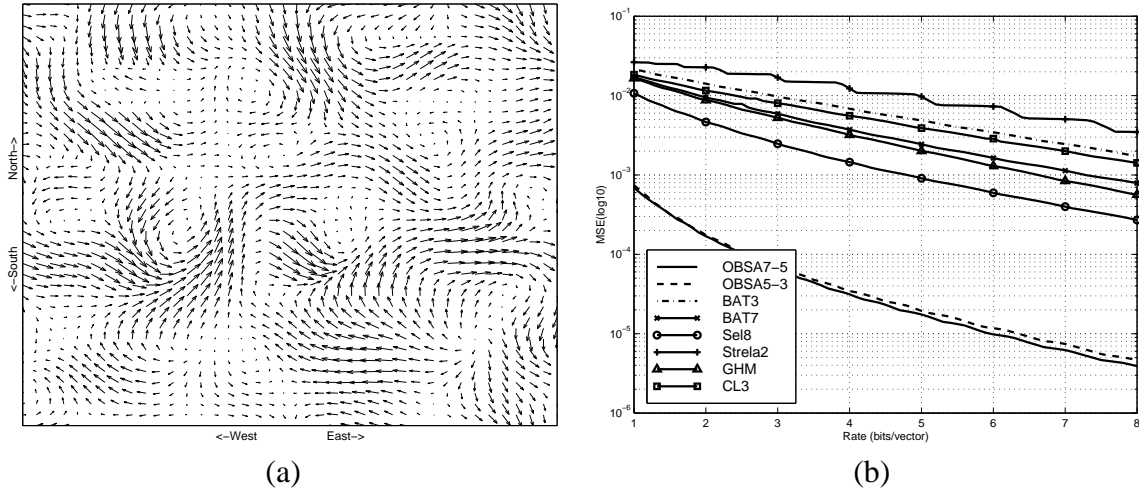 North−>
<−South
<−West
East−>
(a)
10−1
10−2
10−3
10−4
10−5
10−6
MSE(log10)
OBSA7−5
OBSA5−3
BAT3
BAT7
Sel8
Strela2
GHM
CL3
1 2 3 4 5 6 7 8
Rate (bits/vector)
(b)